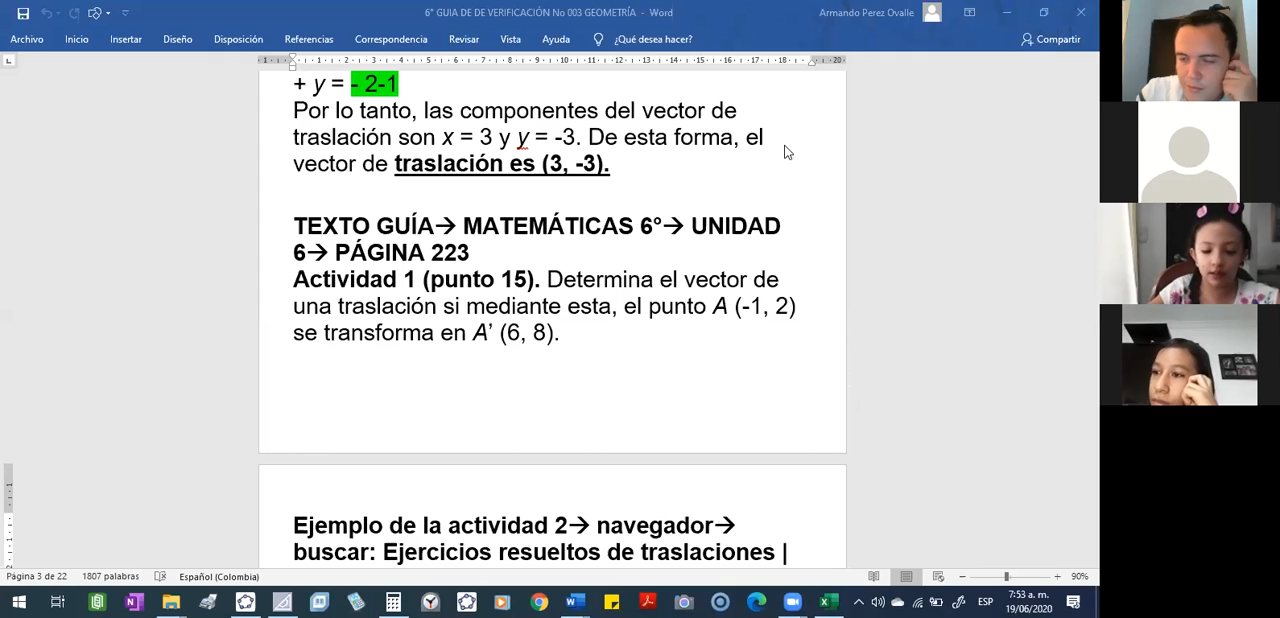 6° GUIA DE DE VERIFICACIÓN No 003 GEOMETRÍA - Word
Armando Perez Ovalle
Archivo Inicio Insertar Diseño Disposición Referencias Correspondencia Revisar Vista Ayuda ¿Qué desea hacer? Compartir
+ y = - 2-1
Por lo tanto, las componentes del vector de
traslación son x = 3 y y = -3. De esta forma, el
vector de traslación es (3, -3).
TEXTO GUÍA→ MATEMÁTICAS 6°→ UNIDAD
6→ PÁGINA 223
Actividad 1 (punto 15). Determina el vector de
una traslación si mediante esta, el punto A (-1, 2)
se transforma en A’ (6, 8).
Ejemplo de la actividad 2→ navegador→
buscar: Ejercicios resueltos de traslaciones |
Página 3 de 22 1807 palabras Español (Colombia) 90%
ESP
7:53 a. m.
19/06/2020